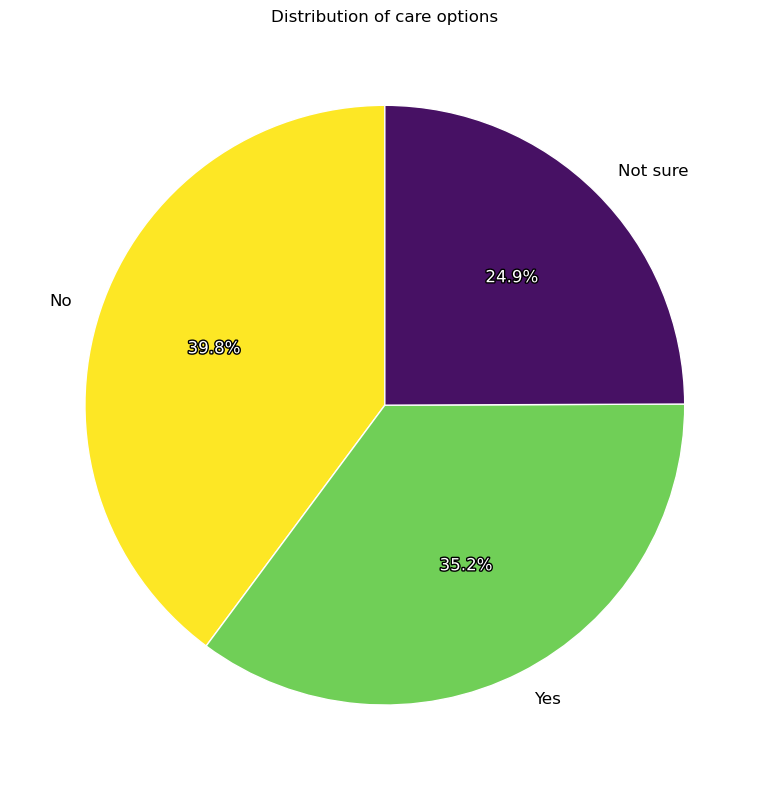 Distribution of care options
Not sure
24.9%
No
39.8%
35.2%
Yes